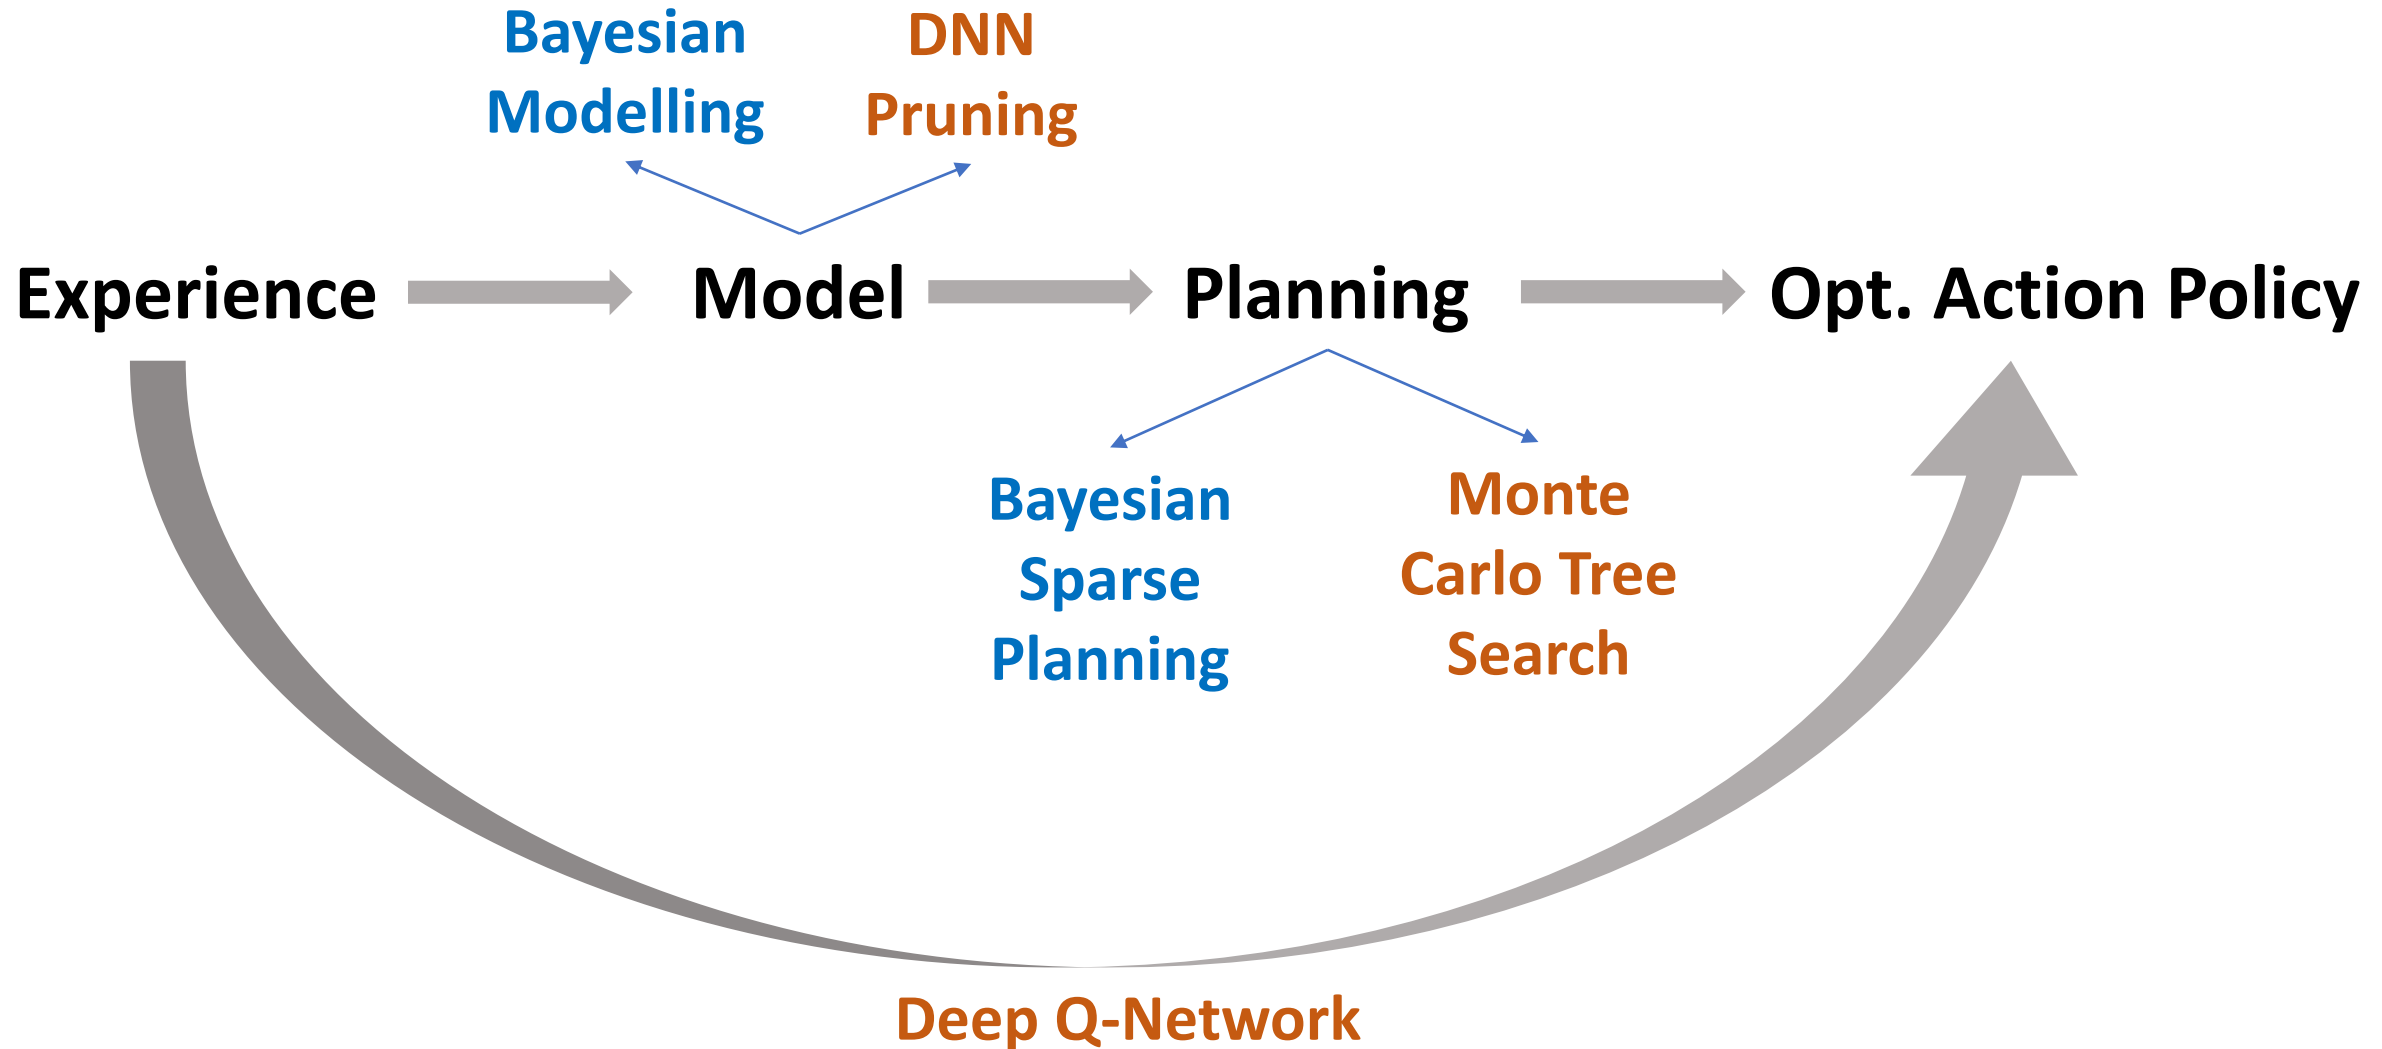 Bayesian
Modelling
DNN
Pruning
Experience
Model
Planning
Opt. Action Policy
Bayesian
Sparse
Planning
Monte
Carlo Tree
Search
Deep Q-Network